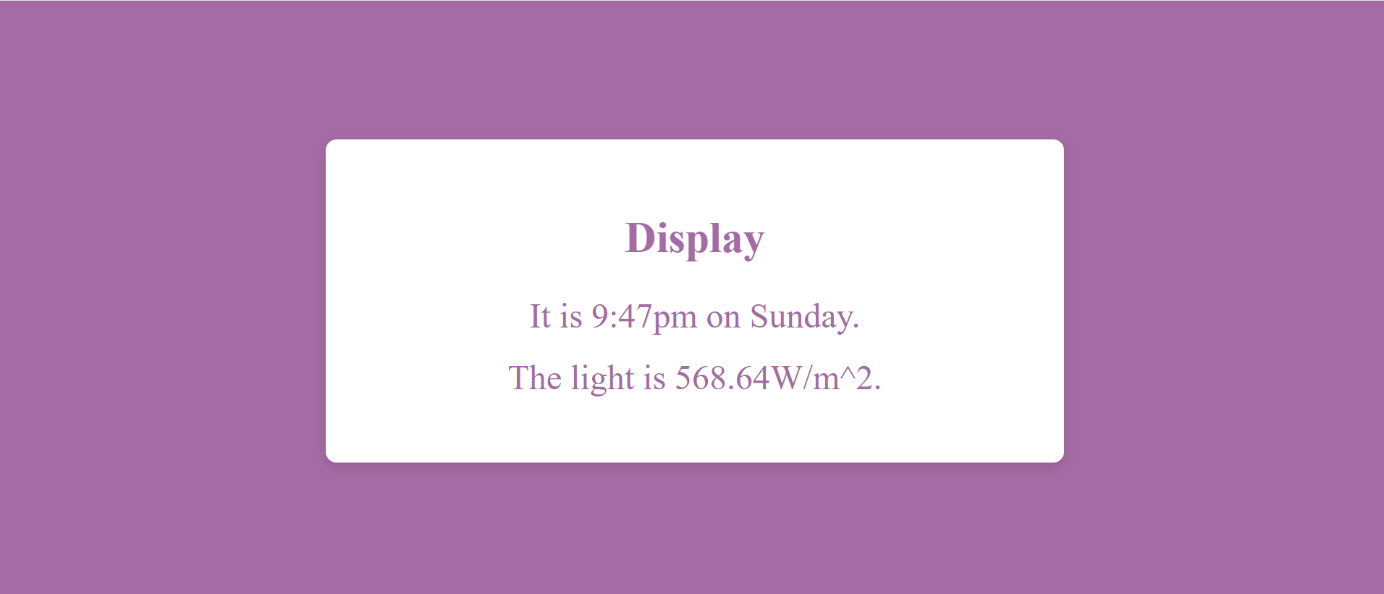 Display
It is 9:47pm on Sunday.
The light is 568.64W/m^2.